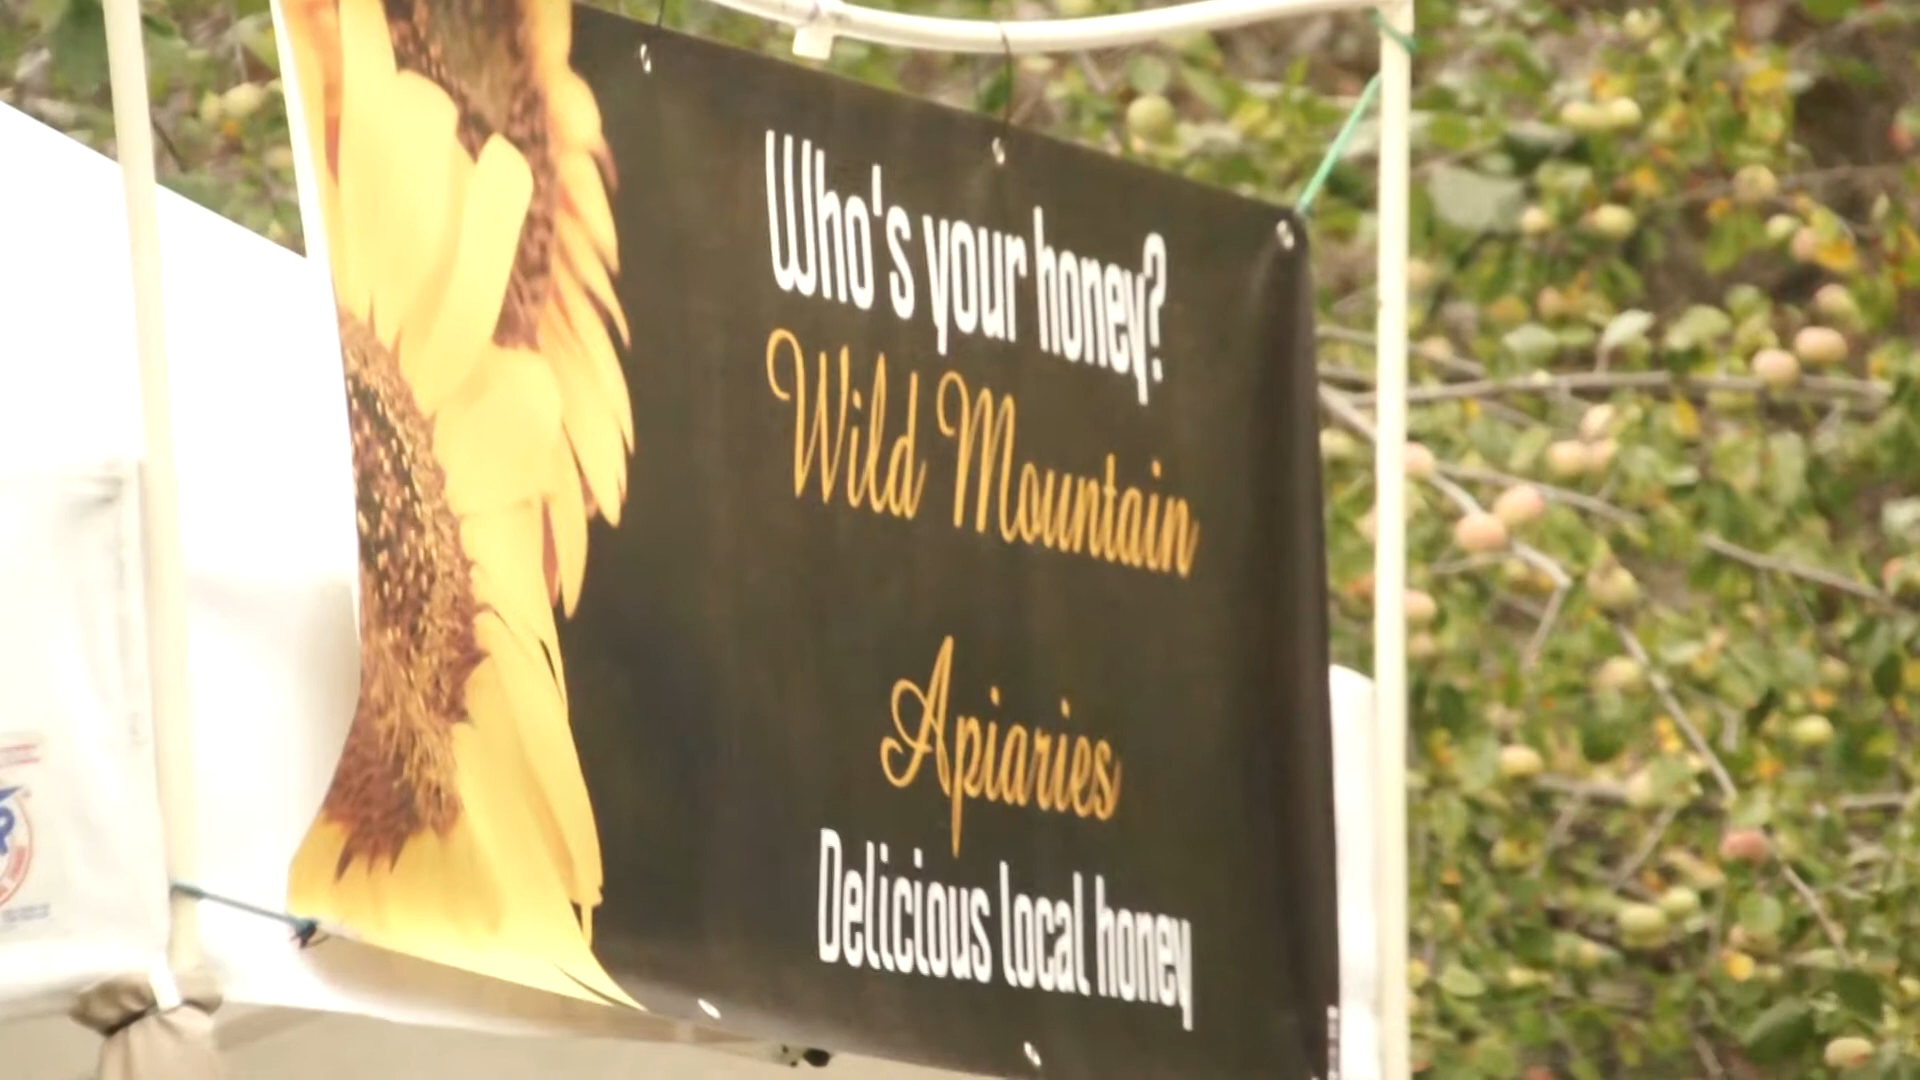 Who's your honey?
Wild Mountain
Apiaries
Delicious local honey